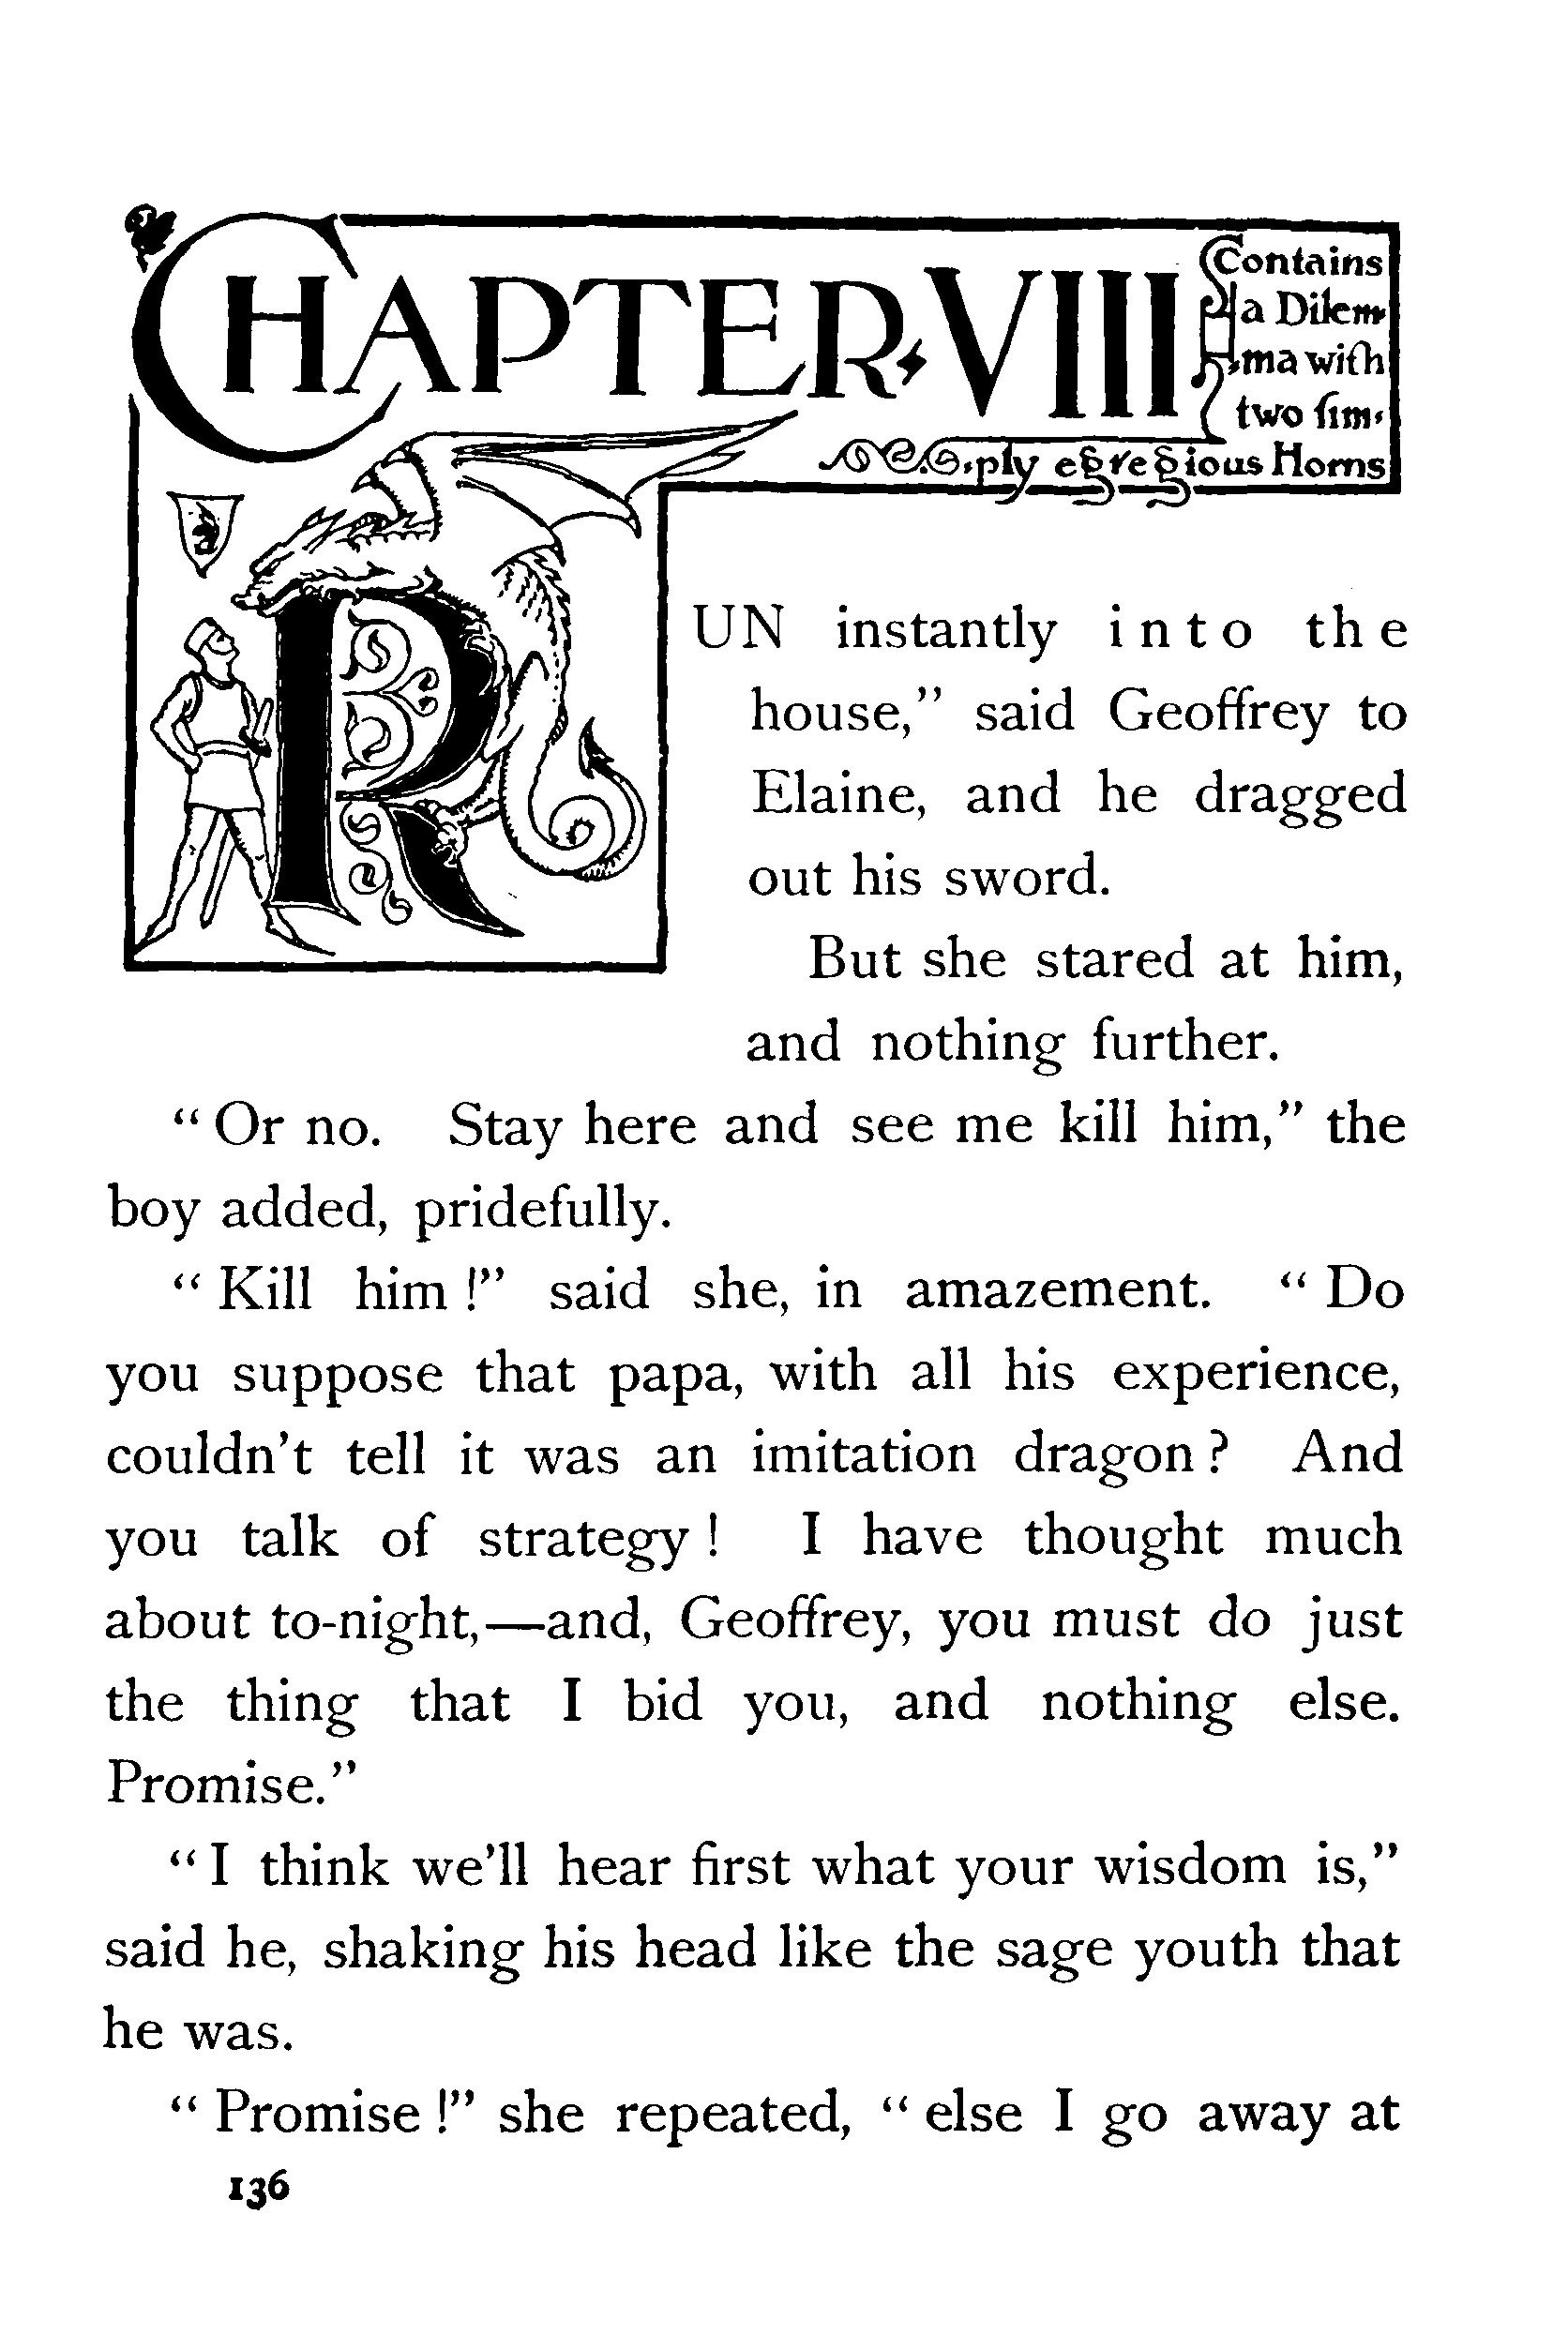 CHAPTER VIII
Contains
a Dilem-
ma with
two sim-
ply egregious Horns
RUN instantly into the
house,” said Geoffrey to
Elaine, and he dragged
out his sword.
But she stared at him,
and nothing further.
“ Or no. Stay here and see me kill him,” the
boy added, pridefully.
“ Kill him !” said she, in amazement. “ Do
you suppose that papa, with all his experience,
couldn’t tell it was an imitation dragon ? And
you talk of strategy ! I have thought much
about to-night,—and, Geoffrey, you must do just
the thing that I bid you, and nothing else.
Promise.”
“ I think we’ll hear first what your wisdom is,”
said he, shaking his head like the sage youth that
he was.
“ Promise !” she repeated, “ else I go away at
136